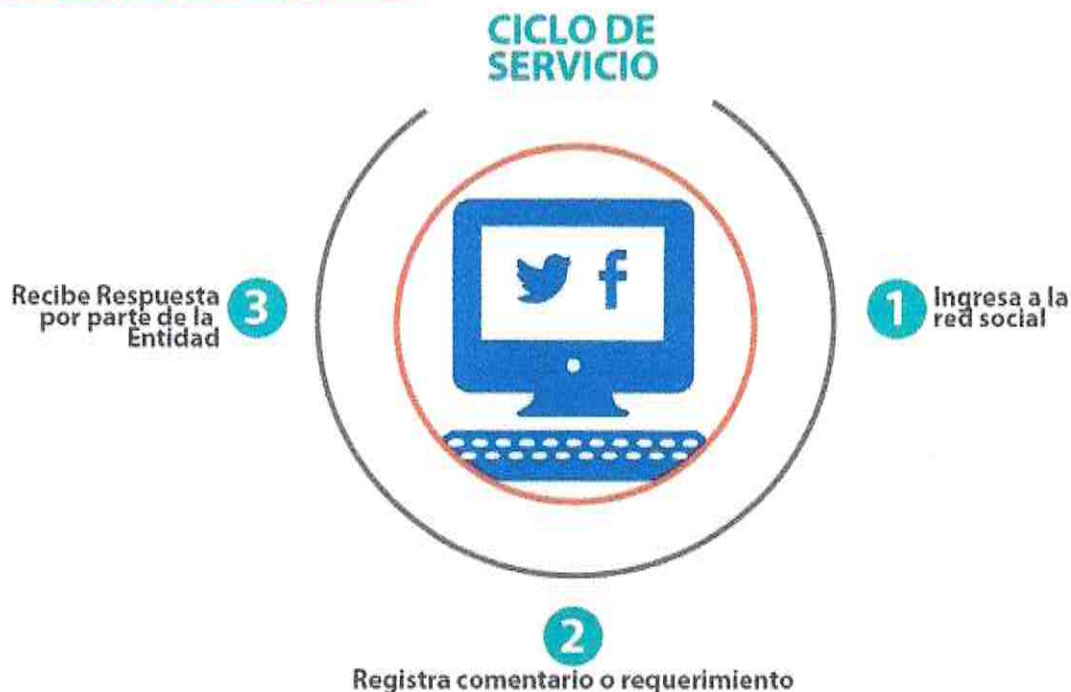 CICLO DE
SERVICIO
1
Ingresa a la
red social
2
Registra comentario o requerimiento
3
Recibe Respuesta
por parte de la
Entidad